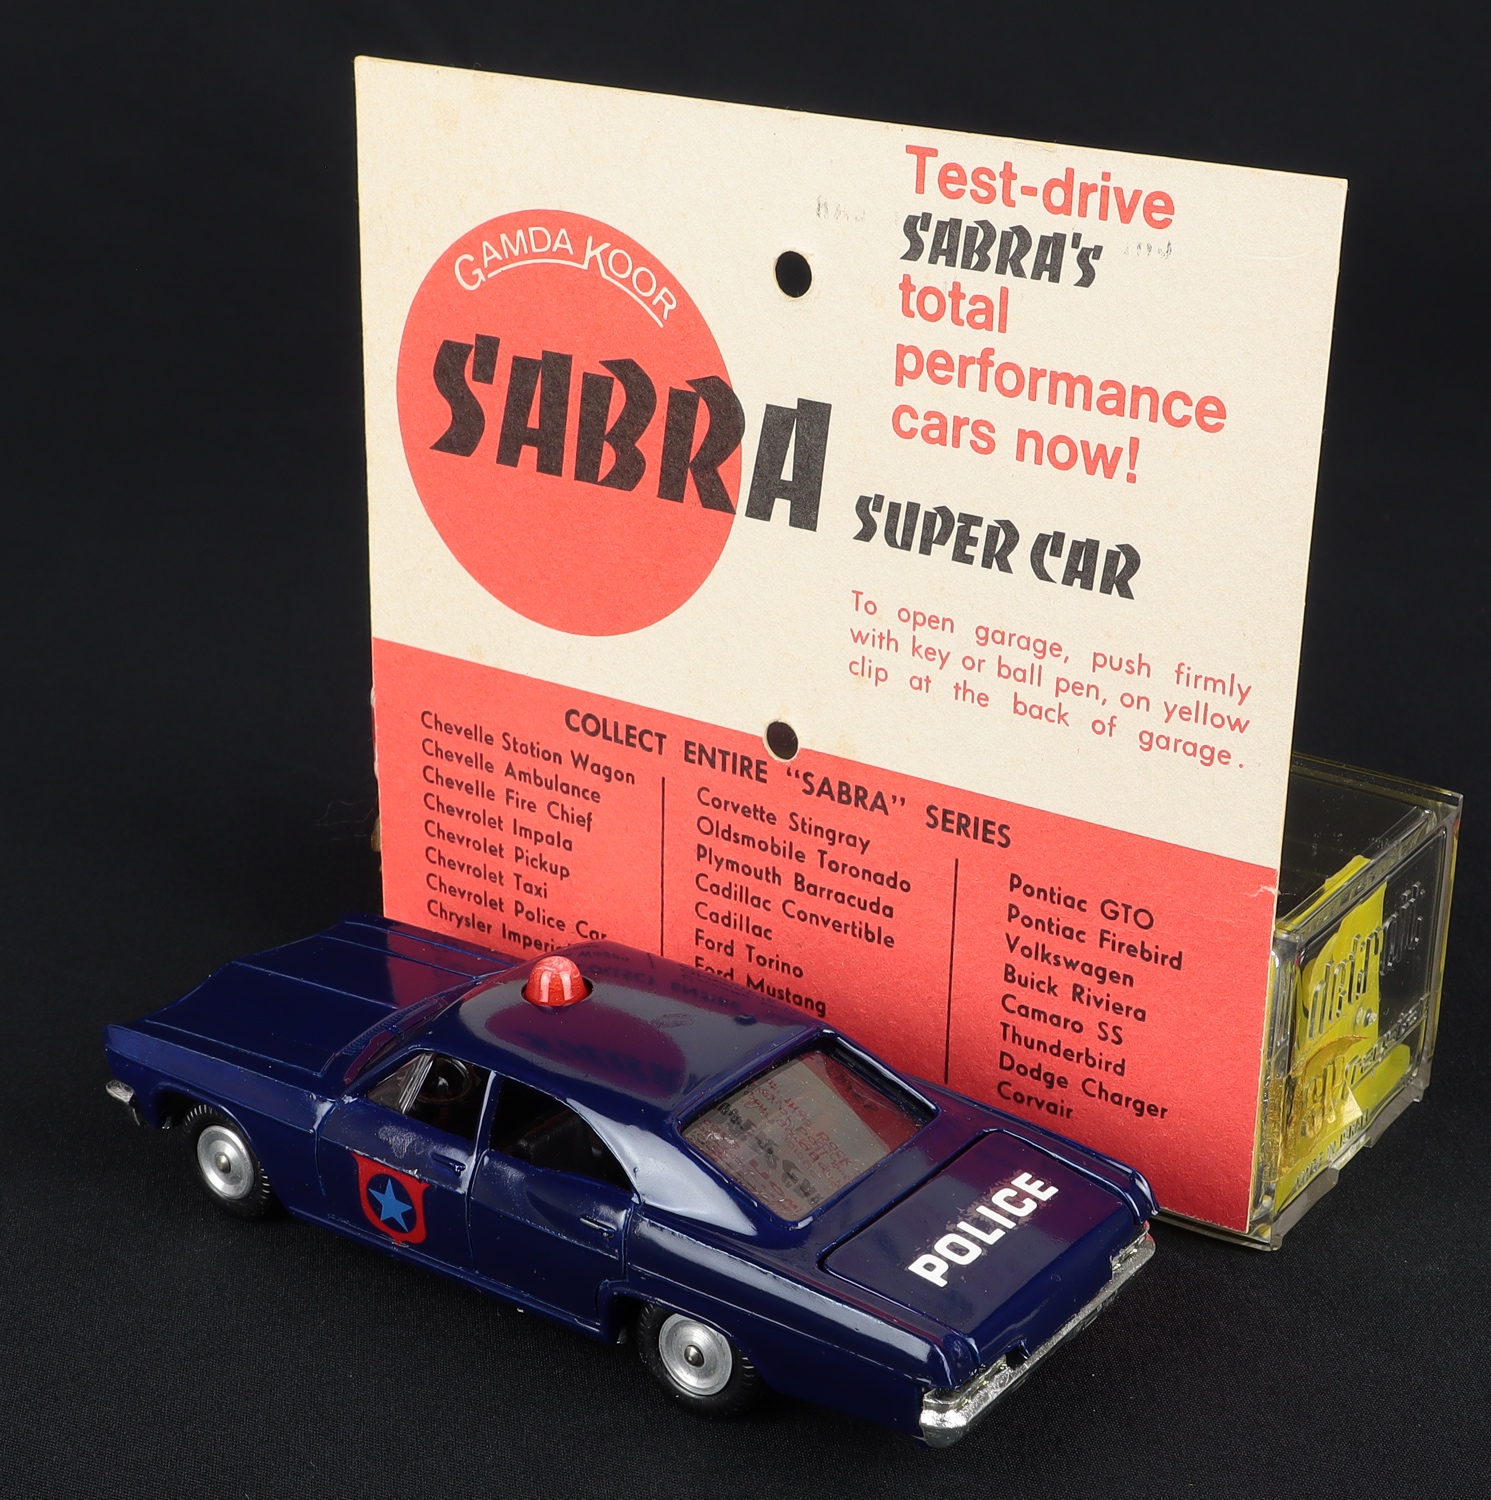 Test-drive
SABRA's
total
performance
cars now!
GAMDA KOOR
SABRA
SUPER CAR
To open garage, push firmly
with key or ball pen, on yellow
clip at the back of garage.
COLLECT ENTIRE "SABRA" SERIES
Chevelle Station Wagon
Chevelle Ambulance
Chevelle Fire Chief
Chevrolet Impala
Chevrolet Pickup
Chevrolet Taxi
Chevrolet Police Car
Chrysler
Corvette Stingray
Oldsmobile Toronado
Plymouth Barracuda
Cadillac Convertible
Cadillac
Ford Torino
Ford Mustang
Pontiac GTO
Pontiac Firebird
Volkswagen
Buick Riviera
Camaro SS
Thunderbird
Dodge Charger
Corvair
POLICE